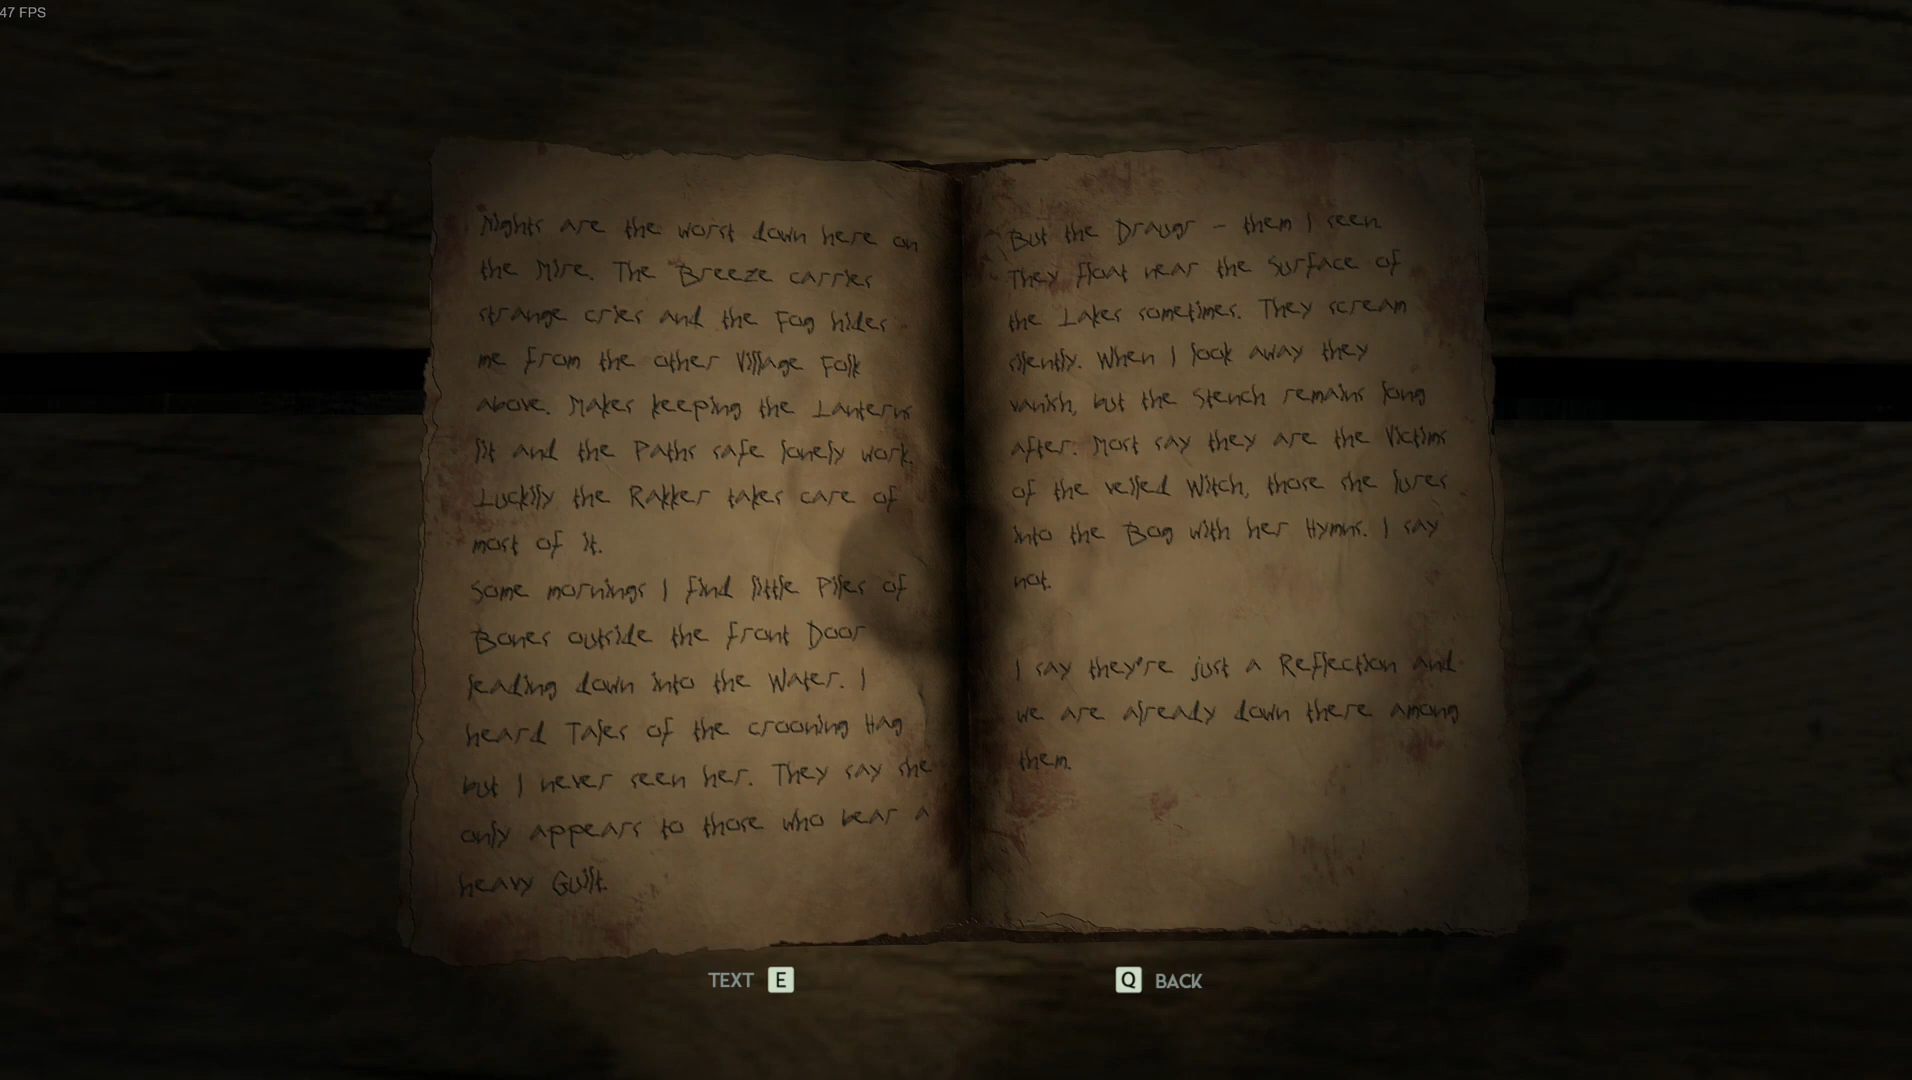 47 FPS
Nights are the worst down here on
the Mire. The Breeze carries
strange cries and the Fog hides
me from the other Village Folk
above. Makes keeping the Lanterns
lit and the Paths safe lonely work.
Luckily the Rakker takes care of
most of it.
Some mornings I find little Piles of
Bones outside the front Door
leading down into the Water. I
heard Tales of the crooning Hag
but I never seen her. They say she
only appears to those who bear a
heavy Guilt.
But the Draugr - them I seen.
They float near the Surface of
the Lakes sometimes. They scream
silently. When I look away they
vanish, but the Stench remains long
after. Most say they are the Victims
of the veiled Witch, those she lures
into the Bog with her Hymns. I say
not.
I say they're just a Reflection and
we are already down there among
them.
TEXT E
Q BACK